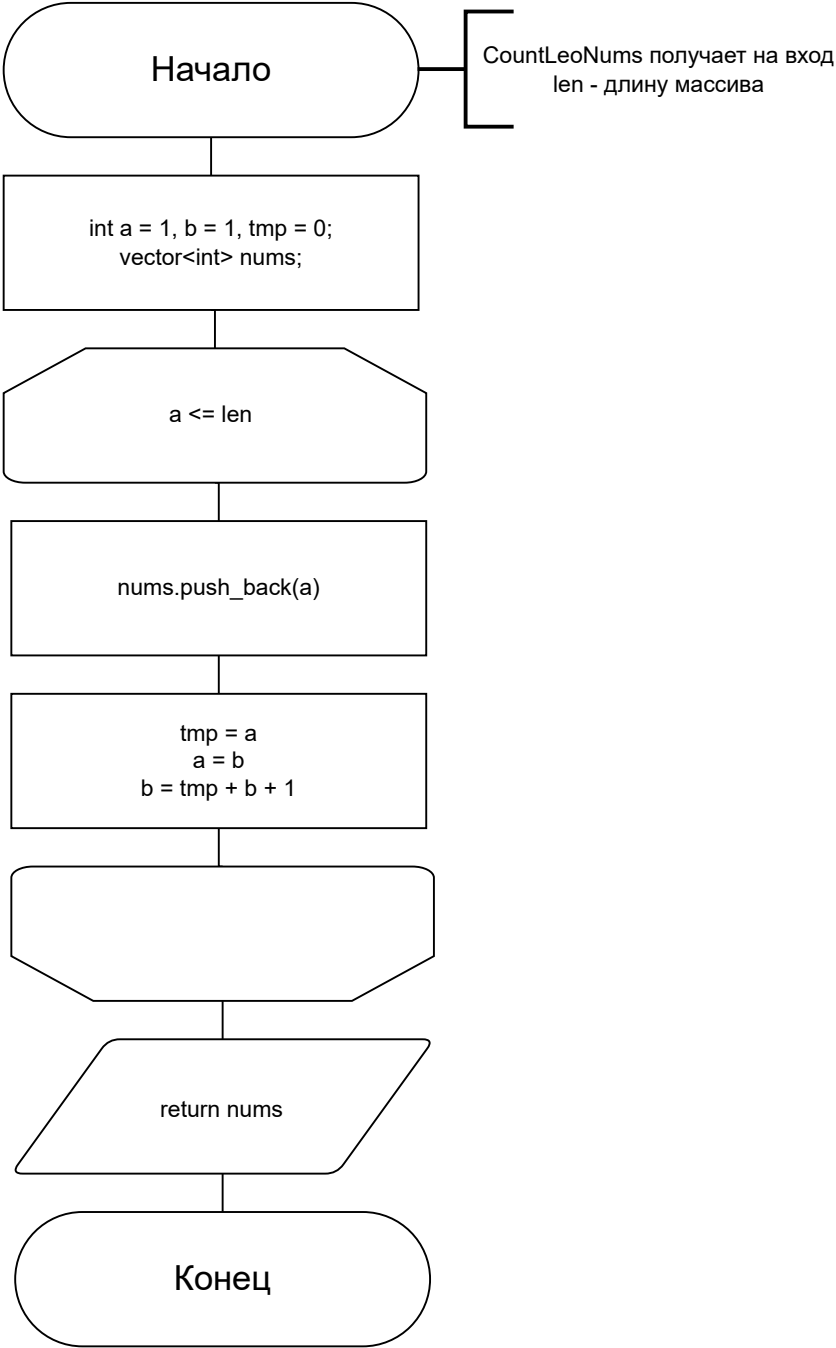 Начало
CountLeoNums получает на вход
len - длину массива
int a = 1, b = 1, tmp = 0;
vector<int> nums;
a <= len
nums.push_back(a)
tmp = a
a = b
b = tmp + b + 1
return nums
Конец